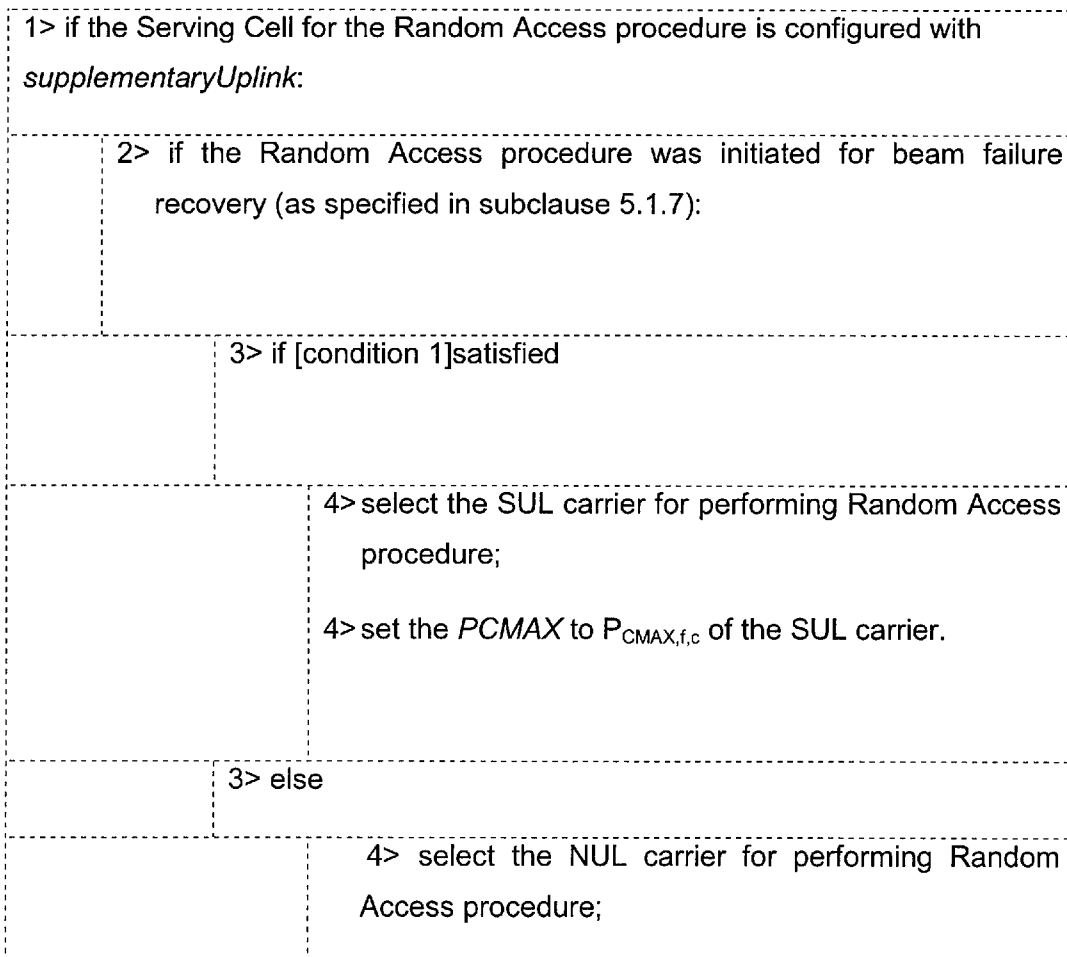 1> if the Serving Cell for the Random Access procedure is configured with
supplementaryUplink:
2> if the Random Access procedure was initiated for beam failure
recovery (as specified in subclause 5.1.7):
3> if [condition 1]satisfied
4> select the SUL carrier for performing Random Access
procedure;
4> set the PCMAX to PCMAX,f,c of the SUL carrier.
3> else
4> select the NUL carrier for performing Random
Access procedure;